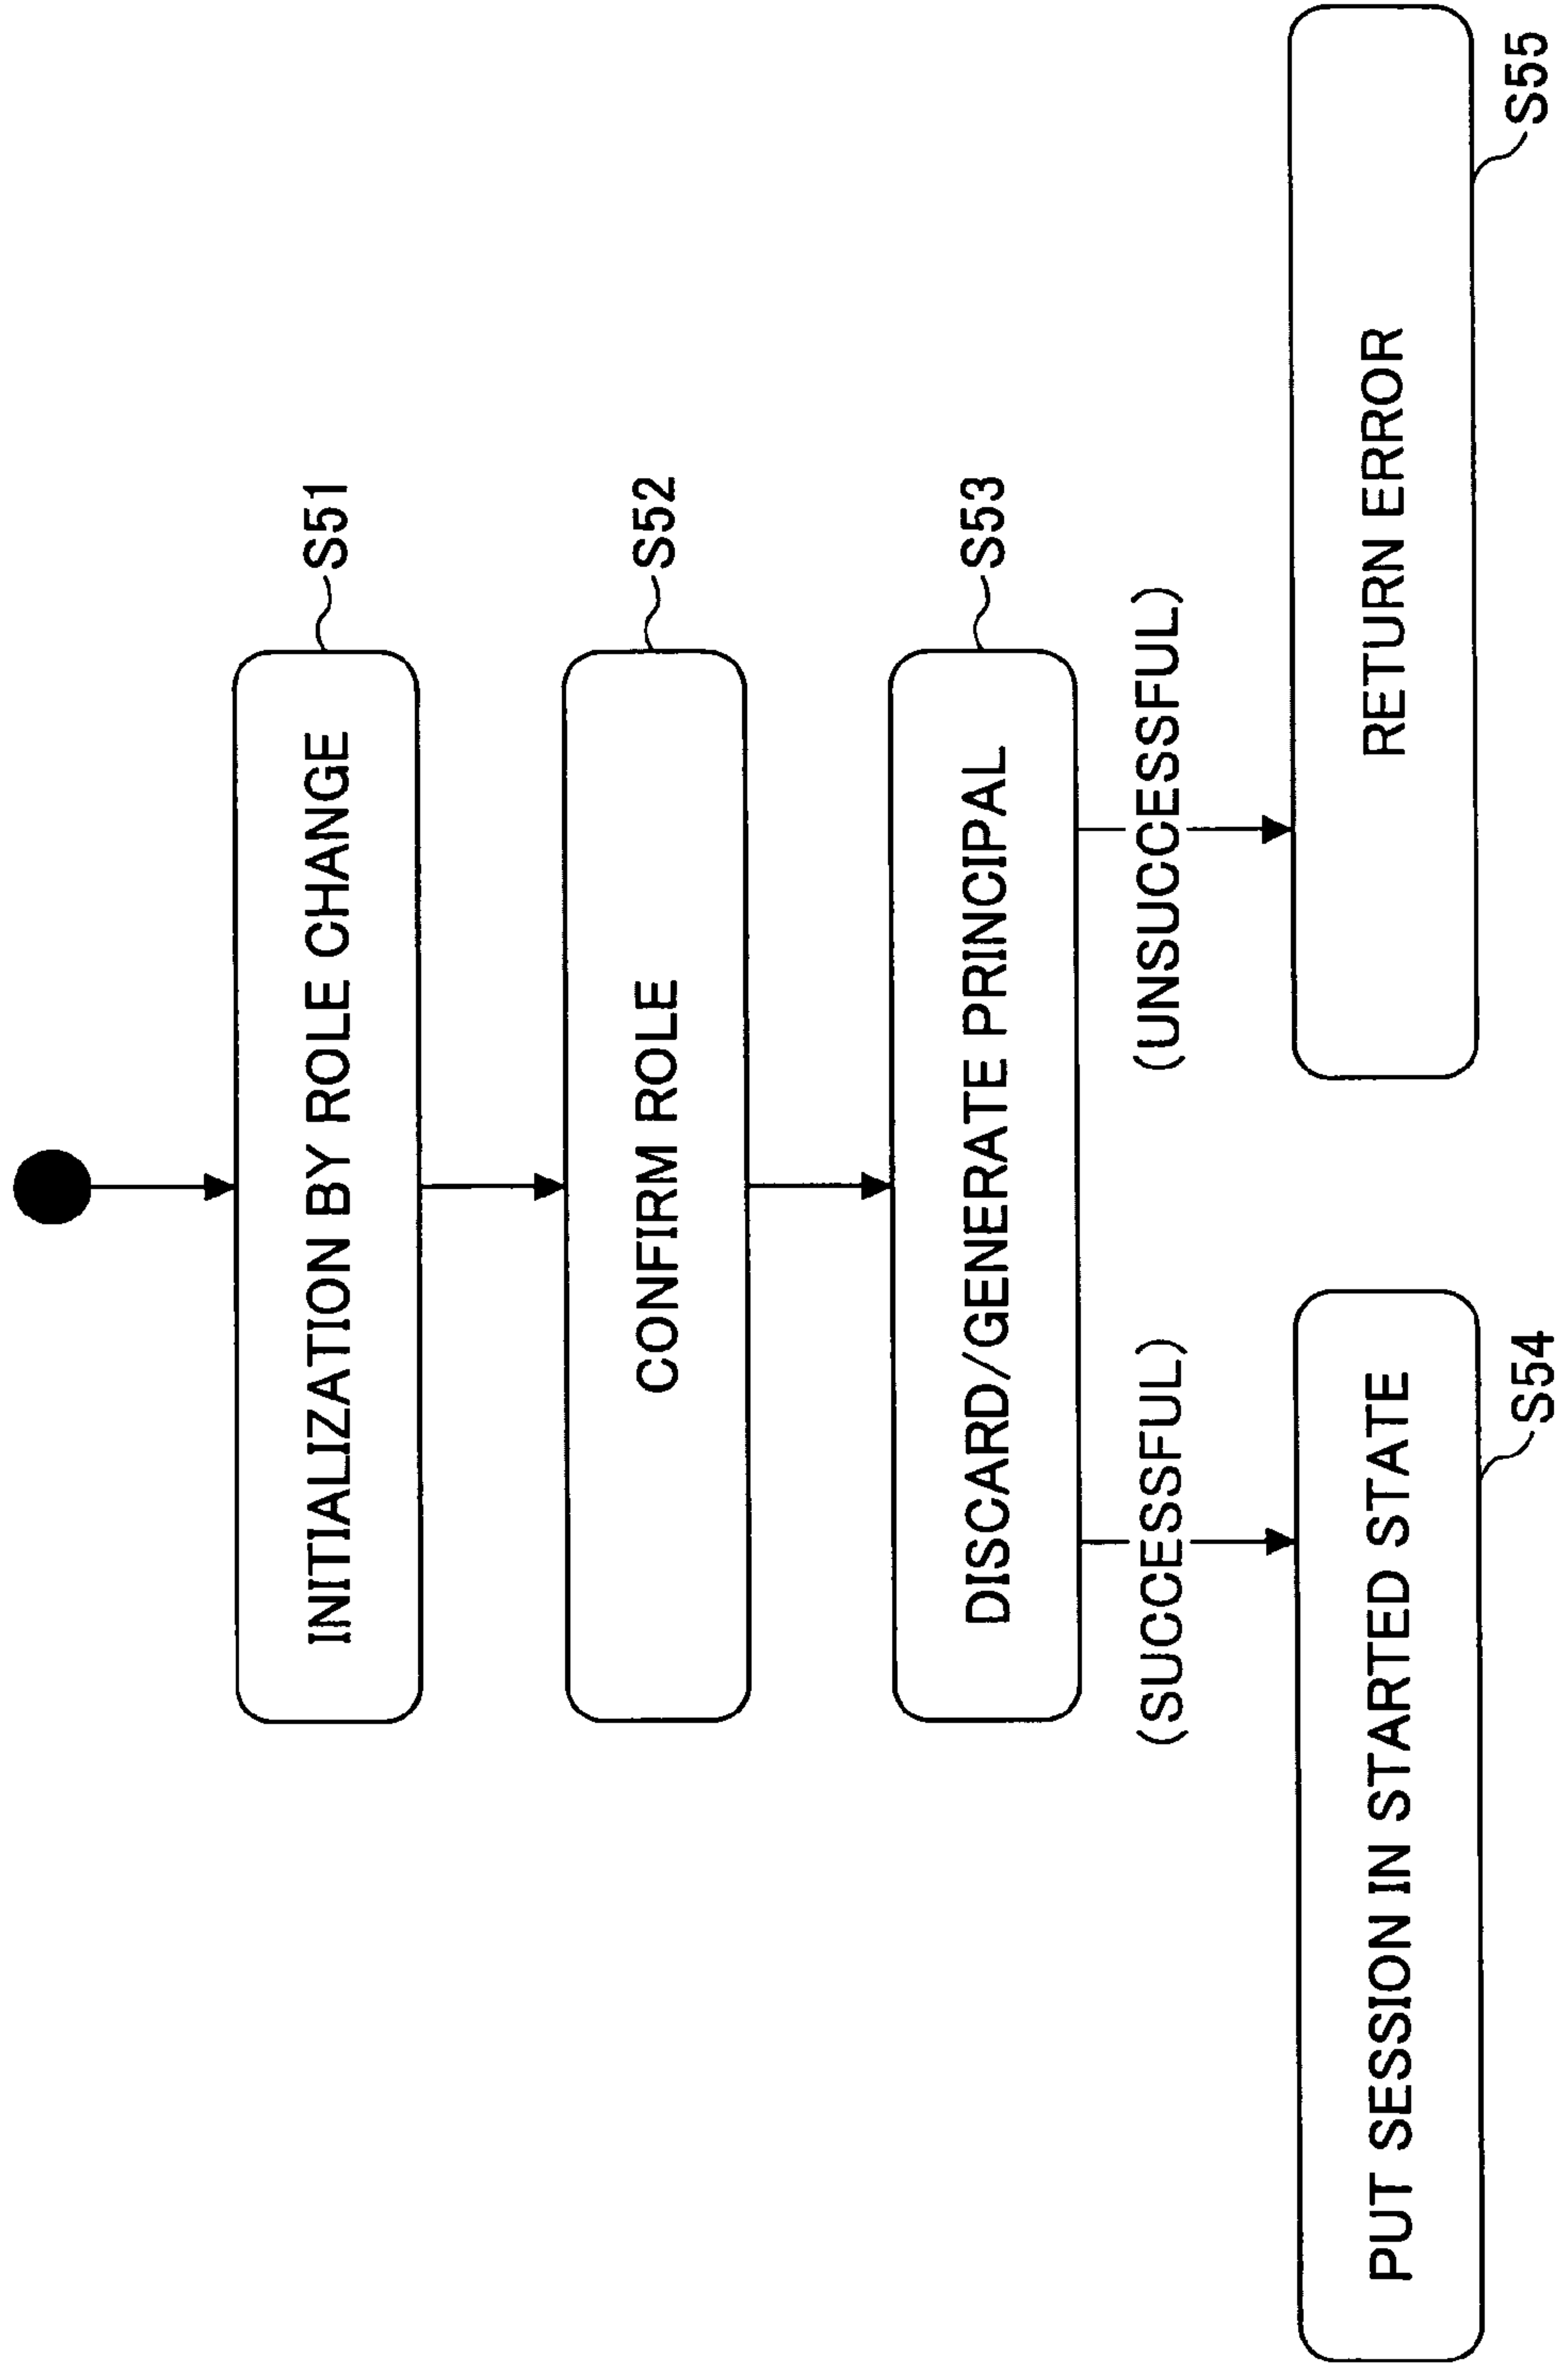 INITIALIZATION BY ROLE CHANGE
S51
CONFIRM ROLE
S52
DISCARD/GENERATE PRINCIPAL
S53
(SUCCESSFUL)
(UNSUCCESSFUL)
PUT SESSION IN STARTED STATE
S54
RETURN ERROR
S55